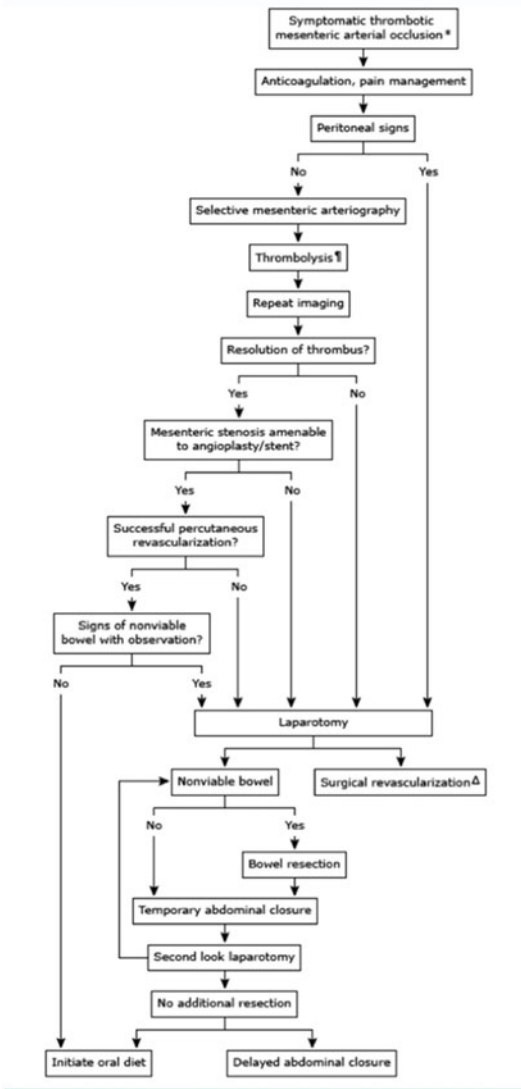 Symptomatic thrombotic
mesenteric arterial occlusion*
Anticoagulation, pain management
Peritoneal signs
No
Yes
Selective mesenteric arteriography
Thrombolysis¶
Repeat imaging
Resolution of thrombus?
Yes
No
Mesenteric stenosis amenable
to angioplasty/stent?
Yes
No
Successful percutaneous
revascularization?
Yes
No
Signs of nonviable
bowel with observation?
No
Yes
Laparotomy
Nonviable bowel
Surgical revascularizationΔ
No
Yes
Bowel resection
Temporary abdominal closure
Second look laparotomy
No additional resection
Initiate oral diet
Delayed abdominal closure